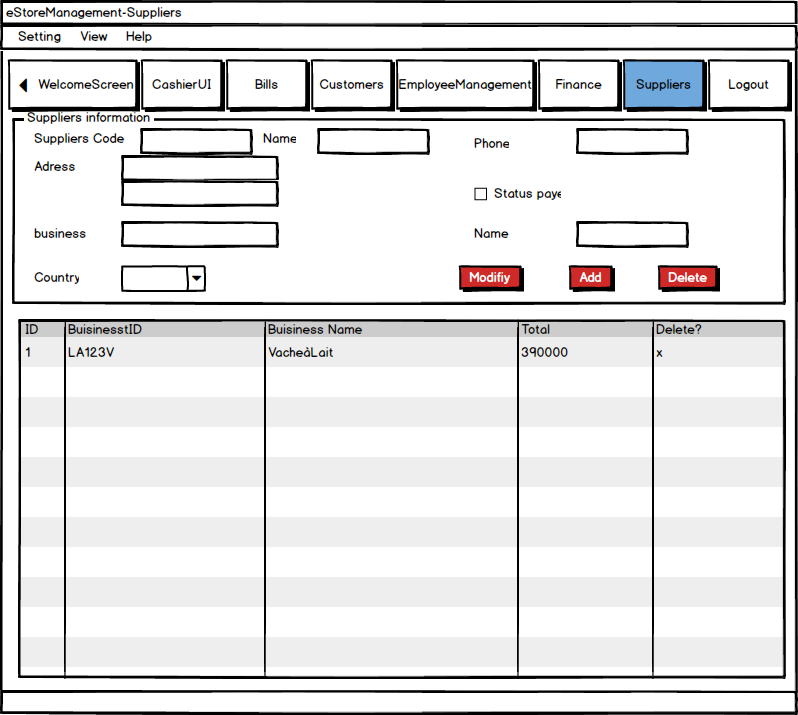 eStoreManagement-Suppliers
Setting View Help
WelcomeScreen CashierUI Bills Customers EmployeeManagement Finance Suppliers Logout
Suppliers information
Suppliers Code Name Phone
Adress
Status paye
business Name
Country Modifiy Add Delete
ID BuisinesstID Buisiness Name Total Delete?
1 LA123V VacheàLait 390000 x